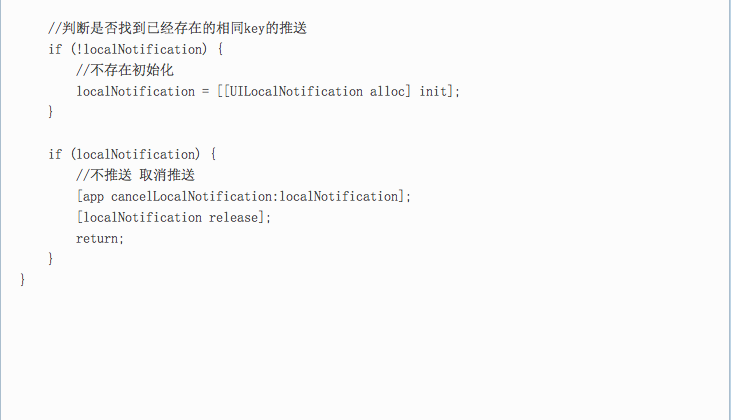 //判断是否找到已经存在的相同key的推送
if (!localNotification) {
//不存在初始化
localNotification = [[UILocalNotification alloc] init];
}
if (localNotification) {
//不推送 取消推送
[app cancelLocalNotification:localNotification];
[localNotification release];
return;
}
}